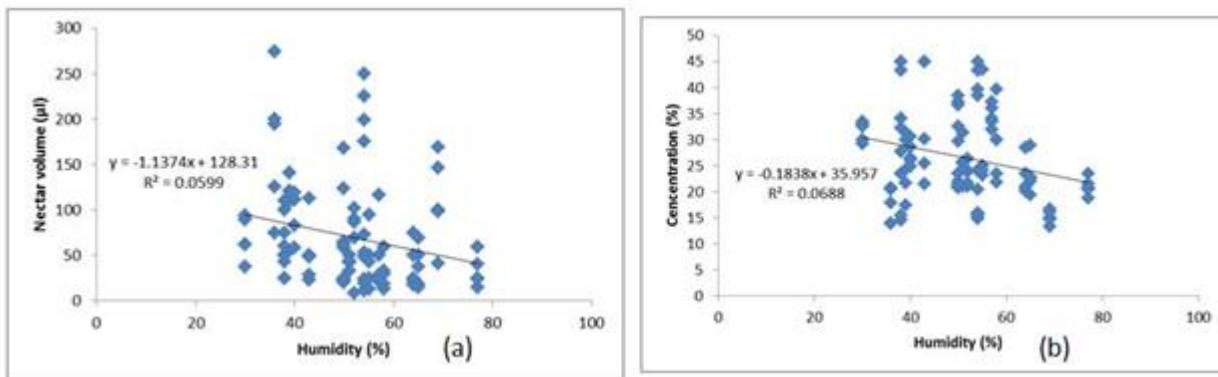 300
250
200
150
100
50
0
Nectar volume (µl)
y = -1.1374x + 128.31
R² = 0.0599
0 20 40 60 80 100
Humidity (%)
(a)
50
45
40
35
30
25
20
15
10
5
0
Cencentration (%)
y = -0.1838x + 35.957
R² = 0.0688
0 20 40 60 80 100
Humidity (%)
(b)